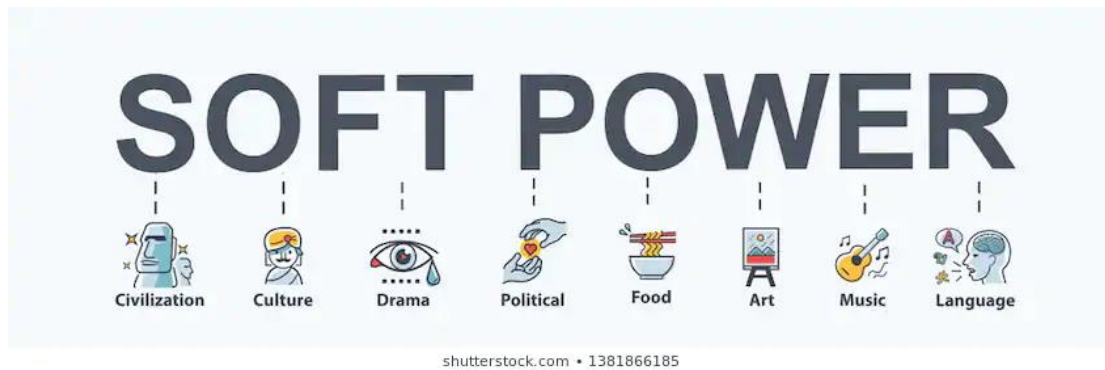 SOFT POWER
Civilization Culture Drama Political Food Art Music Language
A
shutterstock.com • 1381866185